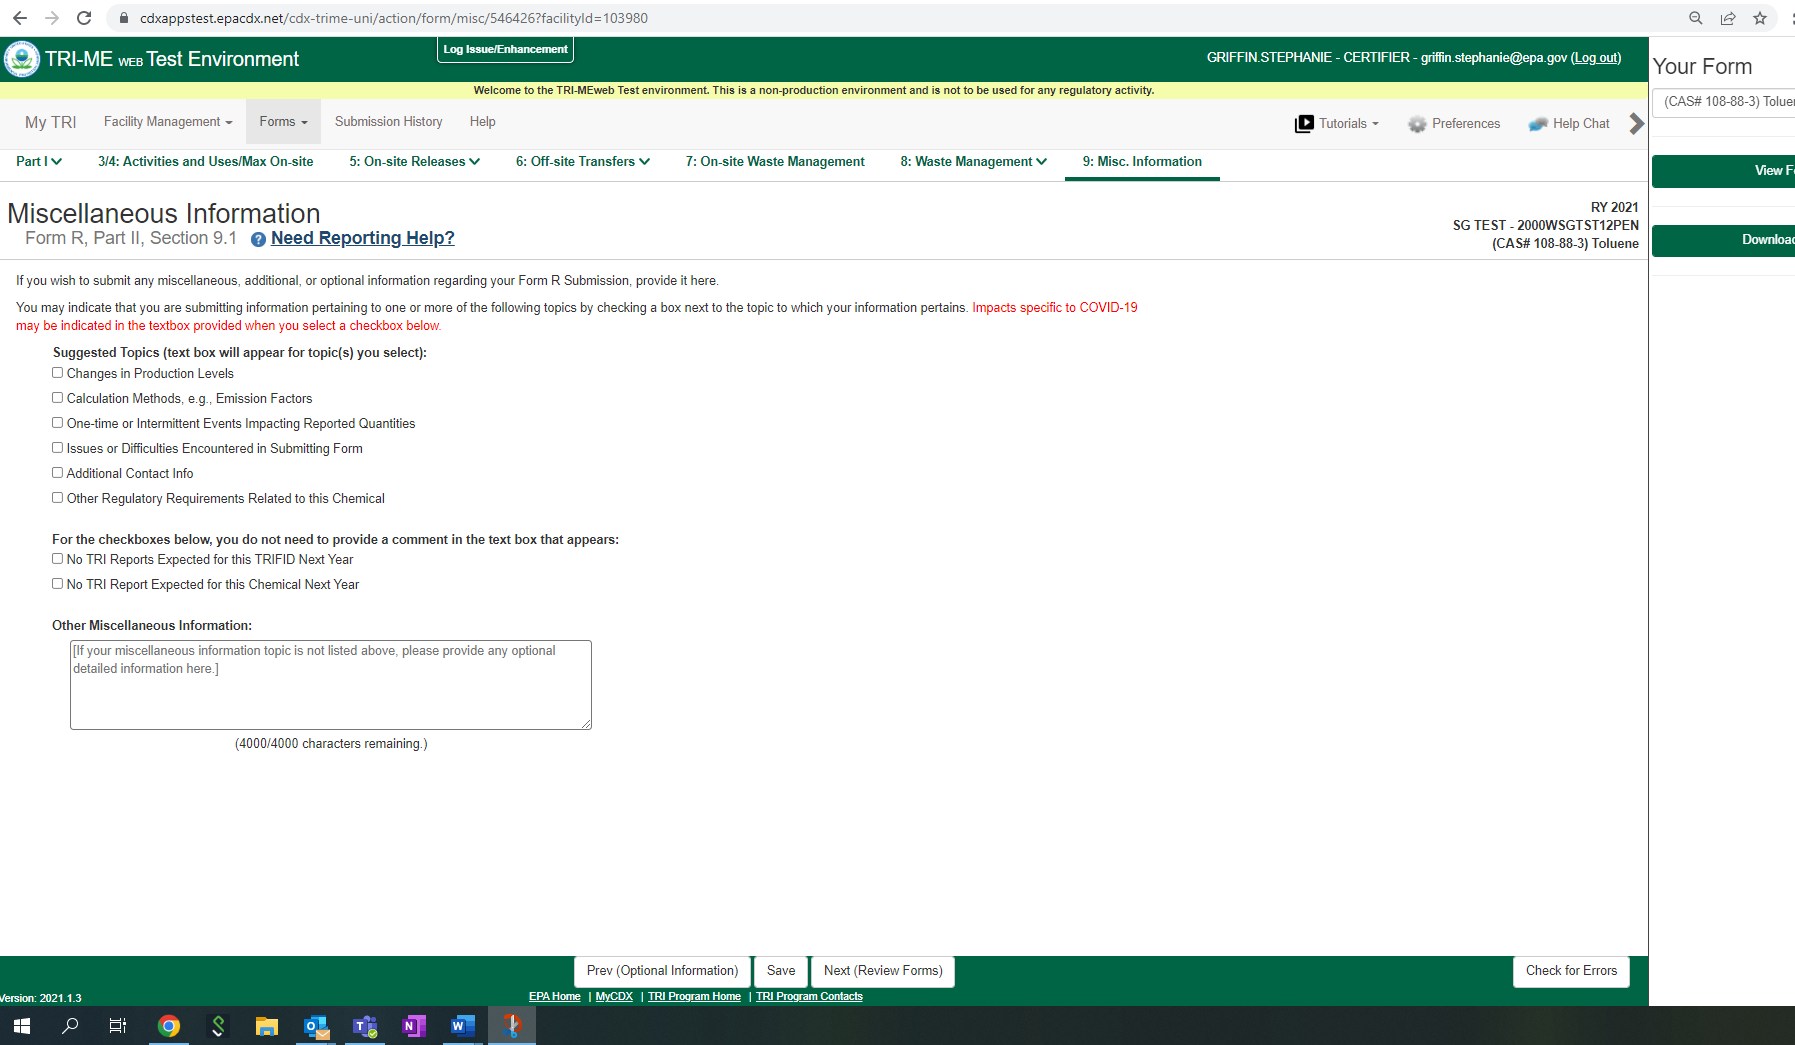 cdxappstest.epacdx.net/cdx-trime-uni/action/form/misc/546426?facilityId=103980
TRI-ME WEB Test Environment
Log Issue/Enhancement
GRIFFIN.STEPHANIE - CERTIFIER - griffin.stephanie@epa.gov (Log out)
Your Form
Welcome to the TRI-MEweb Test environment. This is a non-production environment and is not to be used for any regulatory activity.
(CAS# 108-88-3) Toluen
My TRI Facility Management Forms Submission History Help Tutorials Preferences Help Chat
Part I 3/4: Activities and Uses/Max On-site 5: On-site Releases 6: Off-site Transfers 7: On-site Waste Management 8: Waste Management 9: Misc. Information
View F
Miscellaneous Information
RY 2021
SG TEST - 2000WSGTST12PEN
Form R, Part II, Section 9.1 ? Need Reporting Help?
(CAS# 108-88-3) Toluene
Download
If you wish to submit any miscellaneous, additional, or optional information regarding your Form R Submission, provide it here.
You may indicate that you are submitting information pertaining to one or more of the following topics by checking a box next to the topic to which your information pertains. Impacts specific to COVID-19
may be indicated in the textbox provided when you select a checkbox below.
Suggested Topics (text box will appear for topic(s) you select):
Changes in Production Levels
Calculation Methods, e.g., Emission Factors
One-time or Intermittent Events Impacting Reported Quantities
Issues or Difficulties Encountered in Submitting Form
Additional Contact Info
Other Regulatory Requirements Related to this Chemical
For the checkboxes below, you do not need to provide a comment in the text box that appears:
No TRI Reports Expected for this TRIFID Next Year
No TRI Report Expected for this Chemical Next Year
Other Miscellaneous Information:
[If your miscellaneous information topic is not listed above, please provide any optional
detailed information here.]
(4000/4000 characters remaining.)
Prev (Optional Information) Save Next (Review Forms) Check for Errors
Version: 2021.1.3
EPA Home | MyCDX | TRI Program Home | TRI Program Contacts